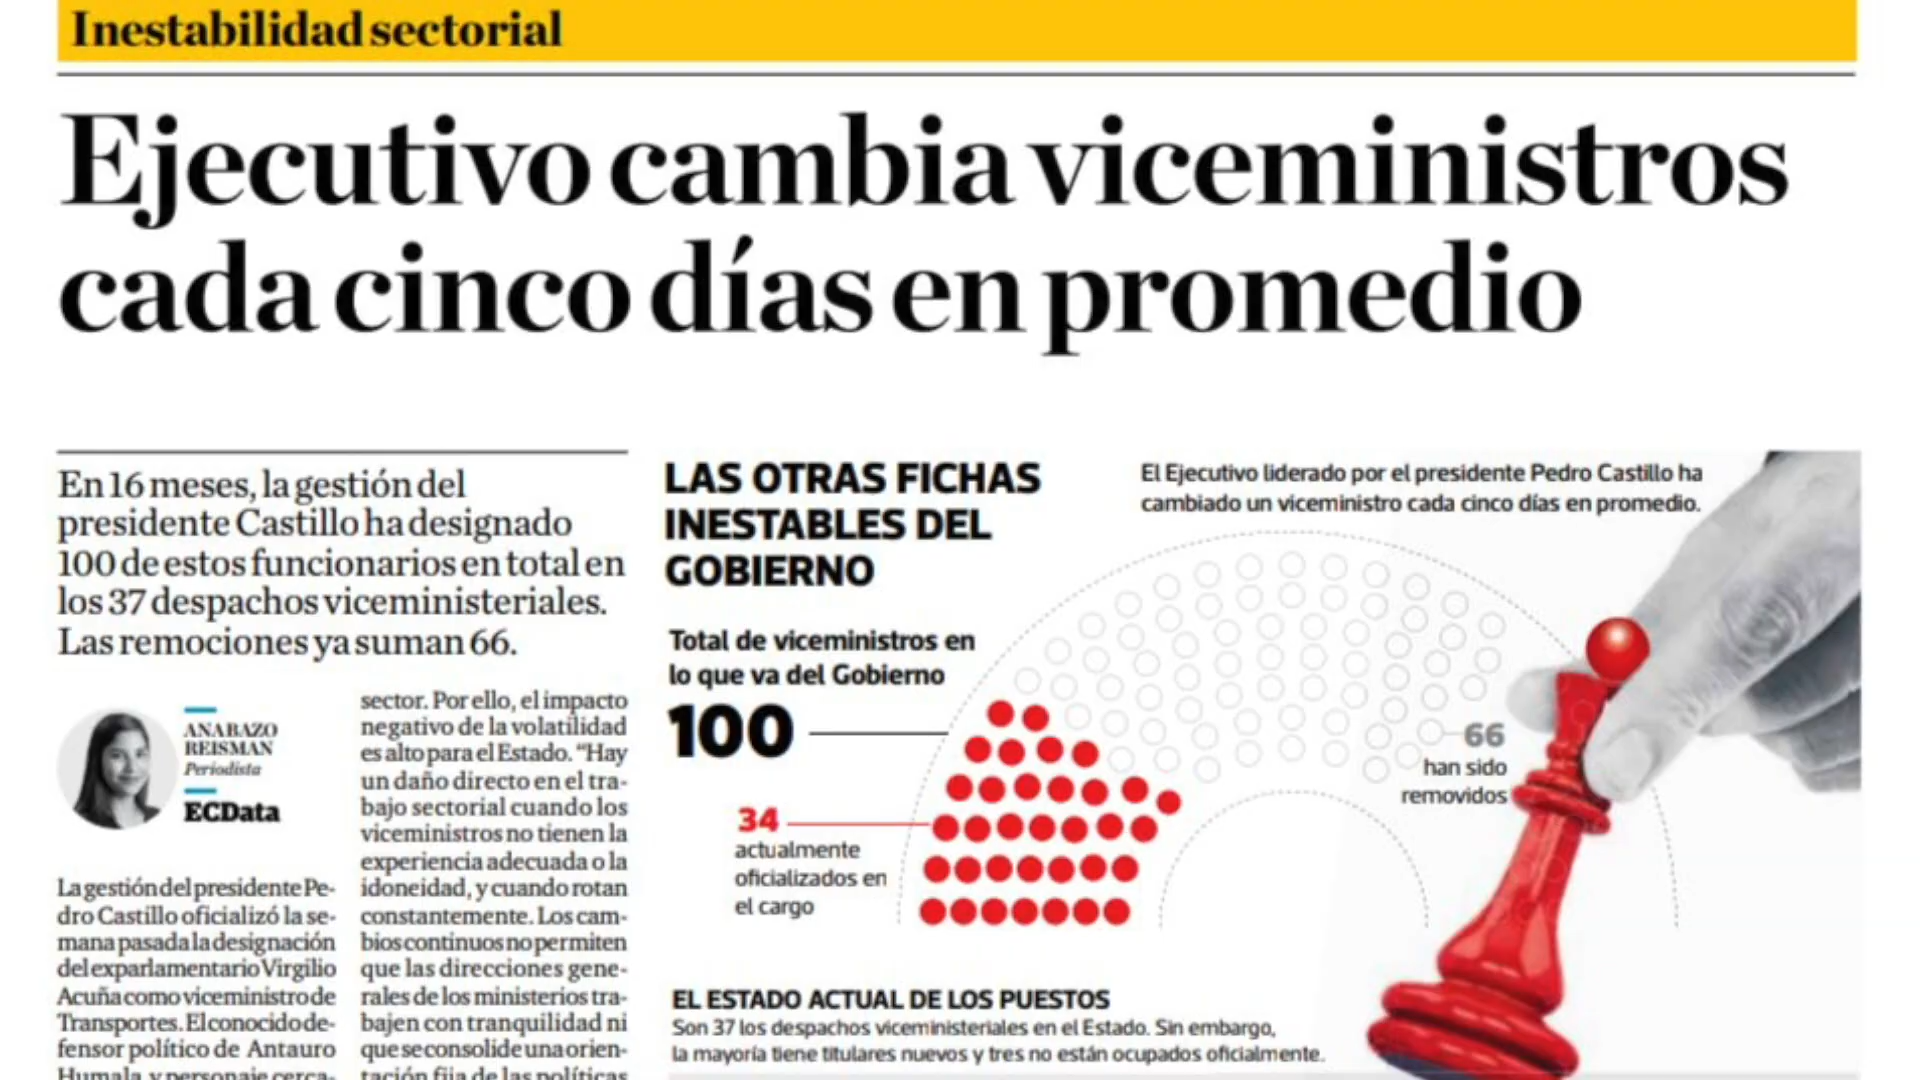 Inestabilidad sectorial
Ejecutivo cambia viceministros
cada cinco días en promedio
En 16 meses, la gestión del
presidente Castillo ha designado
100 de estos funcionarios en total en
los 37 despachos viceministeriales.
Las remociones ya suman 66.
ANA BAZO
REISMAN
Periodista
ECData
La gestión del presidente Pe-
dro Castillo oficializó la se-
mana pasada la designación
del exparlamentario Virgilio
Acuña como viceministro de
Transportes. El conocido de-
fensor político de Antauro
Humala, y personaje cerca-
sector. Por ello, el impacto
negativo de la volatilidad
es alto para el Estado. “Hay
un daño directo en el tra-
bajo sectorial cuando los
viceministros no tienen la
experiencia adecuada o la
idoneidad, y cuando rotan
constantemente. Los cam-
bios continuos no permiten
que las direcciones gene-
rales de los ministerios tra-
bajen con tranquilidad ni
que se consolide una orien-
tación fija de las políticas
LAS OTRAS FICHAS
INESTABLES DEL
GOBIERNO
El Ejecutivo liderado por el presidente Pedro Castillo ha
cambiado un viceministro cada cinco días en promedio.
Total de viceministros en
lo que va del Gobierno
100
34
actualmente
oficializados en
el cargo
66
han sido
removidos
EL ESTADO ACTUAL DE LOS PUESTOS
Son 37 los despachos viceministeriales en el Estado. Sin embargo,
la mayoría tiene titulares nuevos y tres no están ocupados oficialmente.